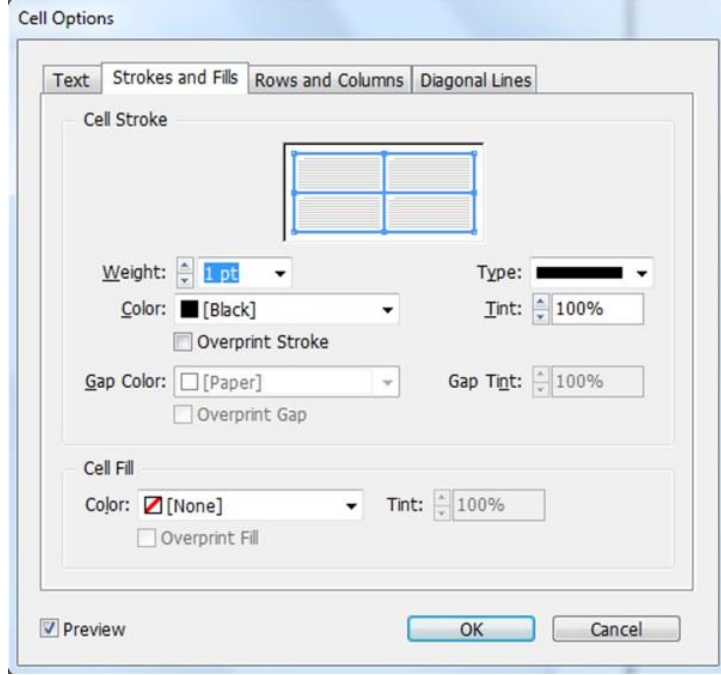 Cell Options
Text Strokes and Fills Rows and Columns Diagonal Lines
Cell Stroke
Weight: 1 pt Type:
Color: [Black] Tint: 100%
Overprint Stroke
Gap Color: [Paper] Gap Tint: 100%
Overprint Gap
Cell Fill
Color: [None] Tint: 100%
Overprint Fill
Preview OK Cancel